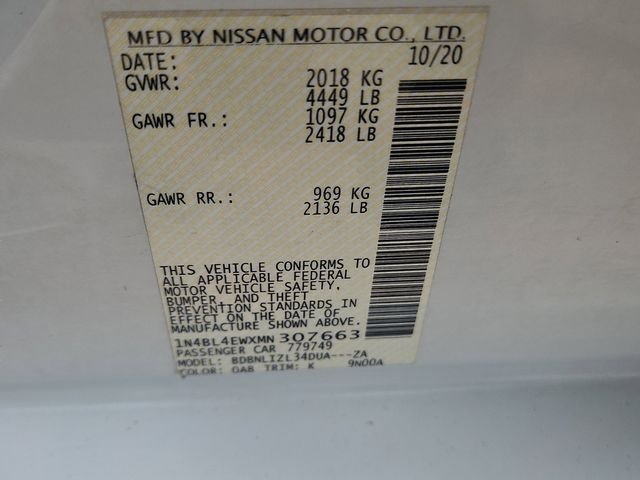 MFD BY NISSAN MOTOR CO., LTD.
DATE: 10/20
GVWR: 2018 KG
4449 LB
GAWR FR.: 1097 KG
2418 LB
GAWR RR.: 969 KG
2136 LB
THIS VEHICLE CONFORMS TO
ALL APPLICABLE FEDERAL
MOTOR VEHICLE SAFETY,
BUMPER, AND THEFT
PREVENTION STANDARDS IN
EFFECT ON THE DATE OF
MANUFACTURE SHOWN ABOVE.
1N4BL4EWXMN307663
PASSENGER CAR 779749
MODEL: BDBNLIZL34DUA---ZA
COLOR: QAB TRIM: K 9N00A